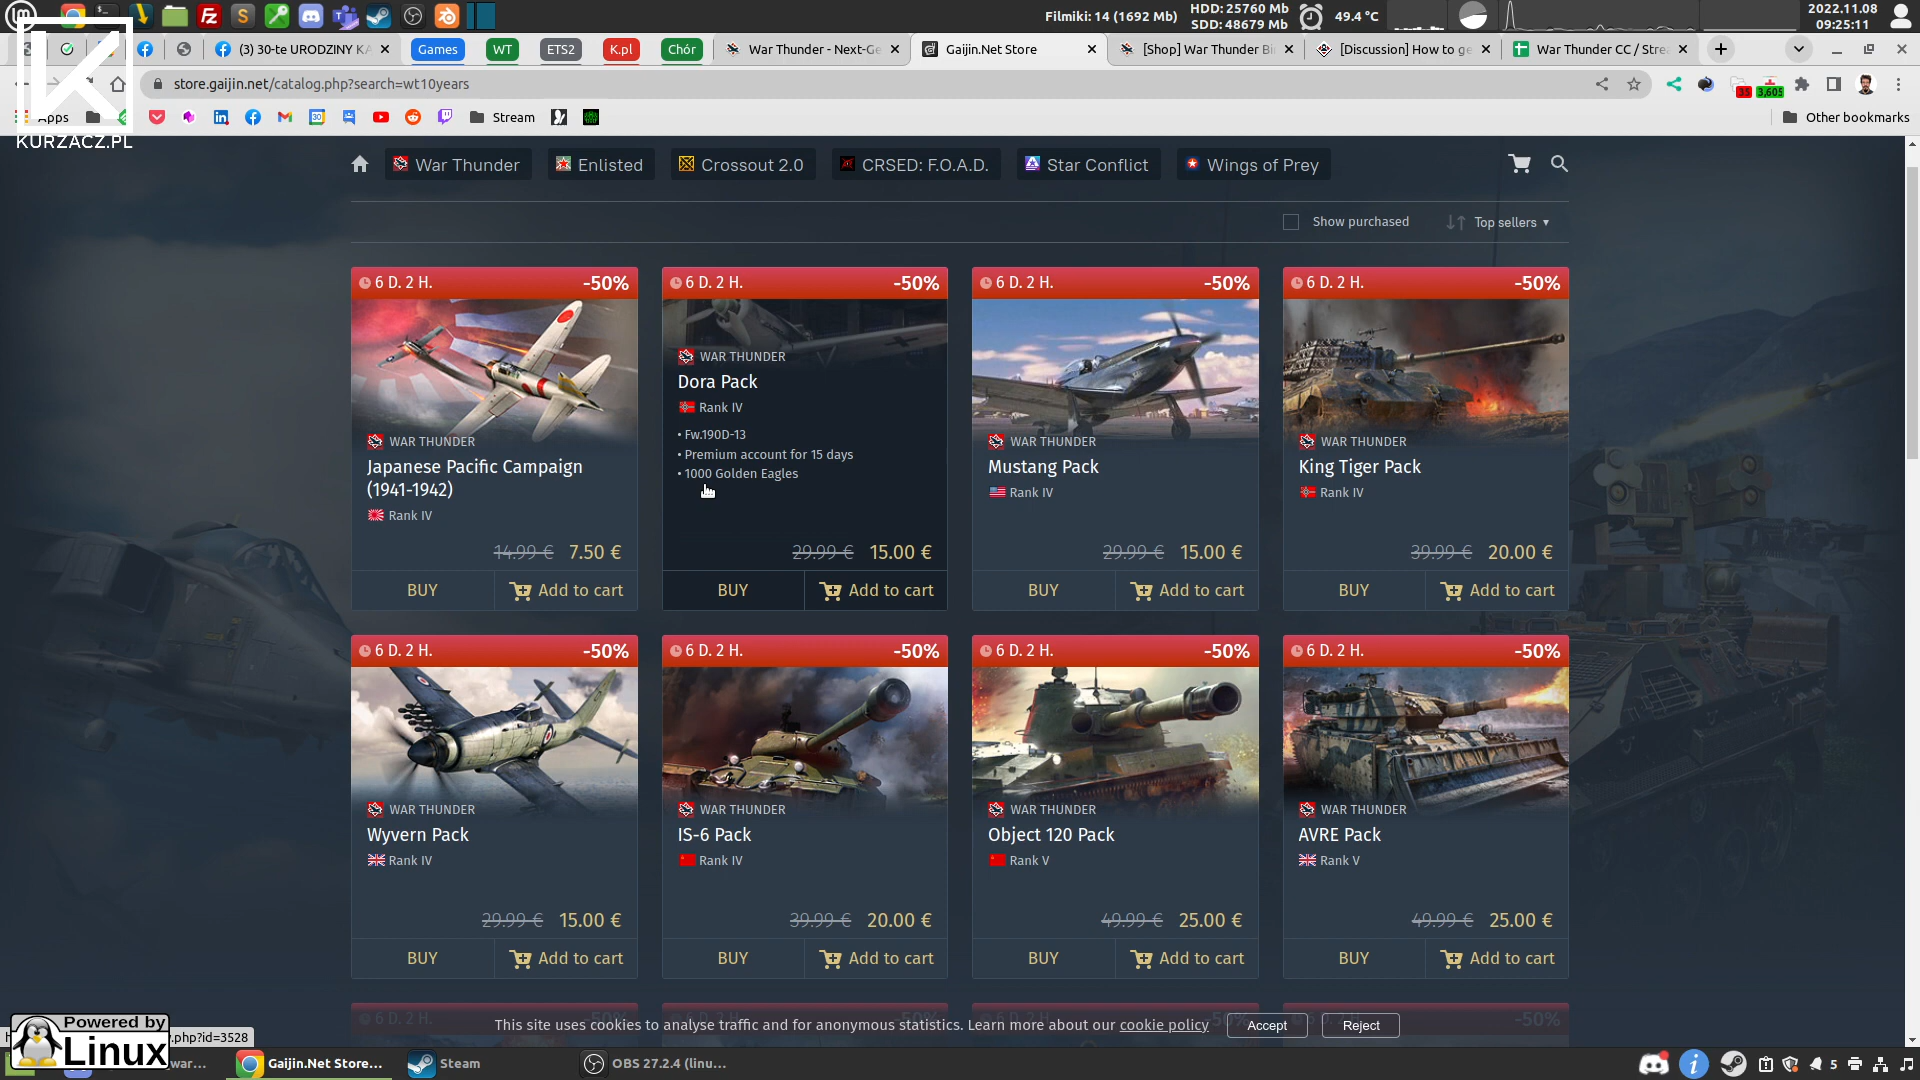 Filmiki: 14 (1692 Mb)
HDD: 25760 Mb
SDD: 48679 Mb
49.4 °C
2022.11.08
09:25:11
(3) 30-te URODZINY KA
Games
WT
ETS2
K.pl
Chór
War Thunder - Next-Ge
Gaijin.Net Store
[Shop] War Thunder Bi
[Discussion] How to ge
War Thunder CC / Strea
store.gaijin.net/catalog.php?search=wt10years
35
3,605
Apps
Stream
Other bookmarks
KURZACZ.PL
War Thunder
Enlisted
Crossout 2.0
CRSED: F.O.A.D.
Star Conflict
Wings of Prey
Show purchased
Top sellers
6 D. 2 H. -50%
WAR THUNDER
Japanese Pacific Campaign
(1941-1942)
Rank IV
14.99 € 7.50 €
BUY Add to cart
6 D. 2 H. -50%
WAR THUNDER
Dora Pack
Rank IV
• Fw.190D-13
• Premium account for 15 days
• 1000 Golden Eagles
29.99 € 15.00 €
BUY Add to cart
6 D. 2 H. -50%
WAR THUNDER
Mustang Pack
Rank IV
29.99 € 15.00 €
BUY Add to cart
6 D. 2 H. -50%
WAR THUNDER
King Tiger Pack
Rank IV
39.99 € 20.00 €
BUY Add to cart
6 D. 2 H. -50%
WAR THUNDER
Wyvern Pack
Rank IV
29.99 € 15.00 €
BUY Add to cart
6 D. 2 H. -50%
WAR THUNDER
IS-6 Pack
Rank IV
39.99 € 20.00 €
BUY Add to cart
6 D. 2 H. -50%
WAR THUNDER
Object 120 Pack
Rank V
49.99 € 25.00 €
BUY Add to cart
6 D. 2 H. -50%
WAR THUNDER
AVRE Pack
Rank V
49.99 € 25.00 €
BUY Add to cart
6 D. 2 H.
This site uses cookies to analyse traffic and for anonymous statistics. Learn more about our cookie policy
Accept
Reject
Powered by
Linux
.php?id=3528
Gaijin.Net Store...
Steam
OBS 27.2.4 (linu...
5